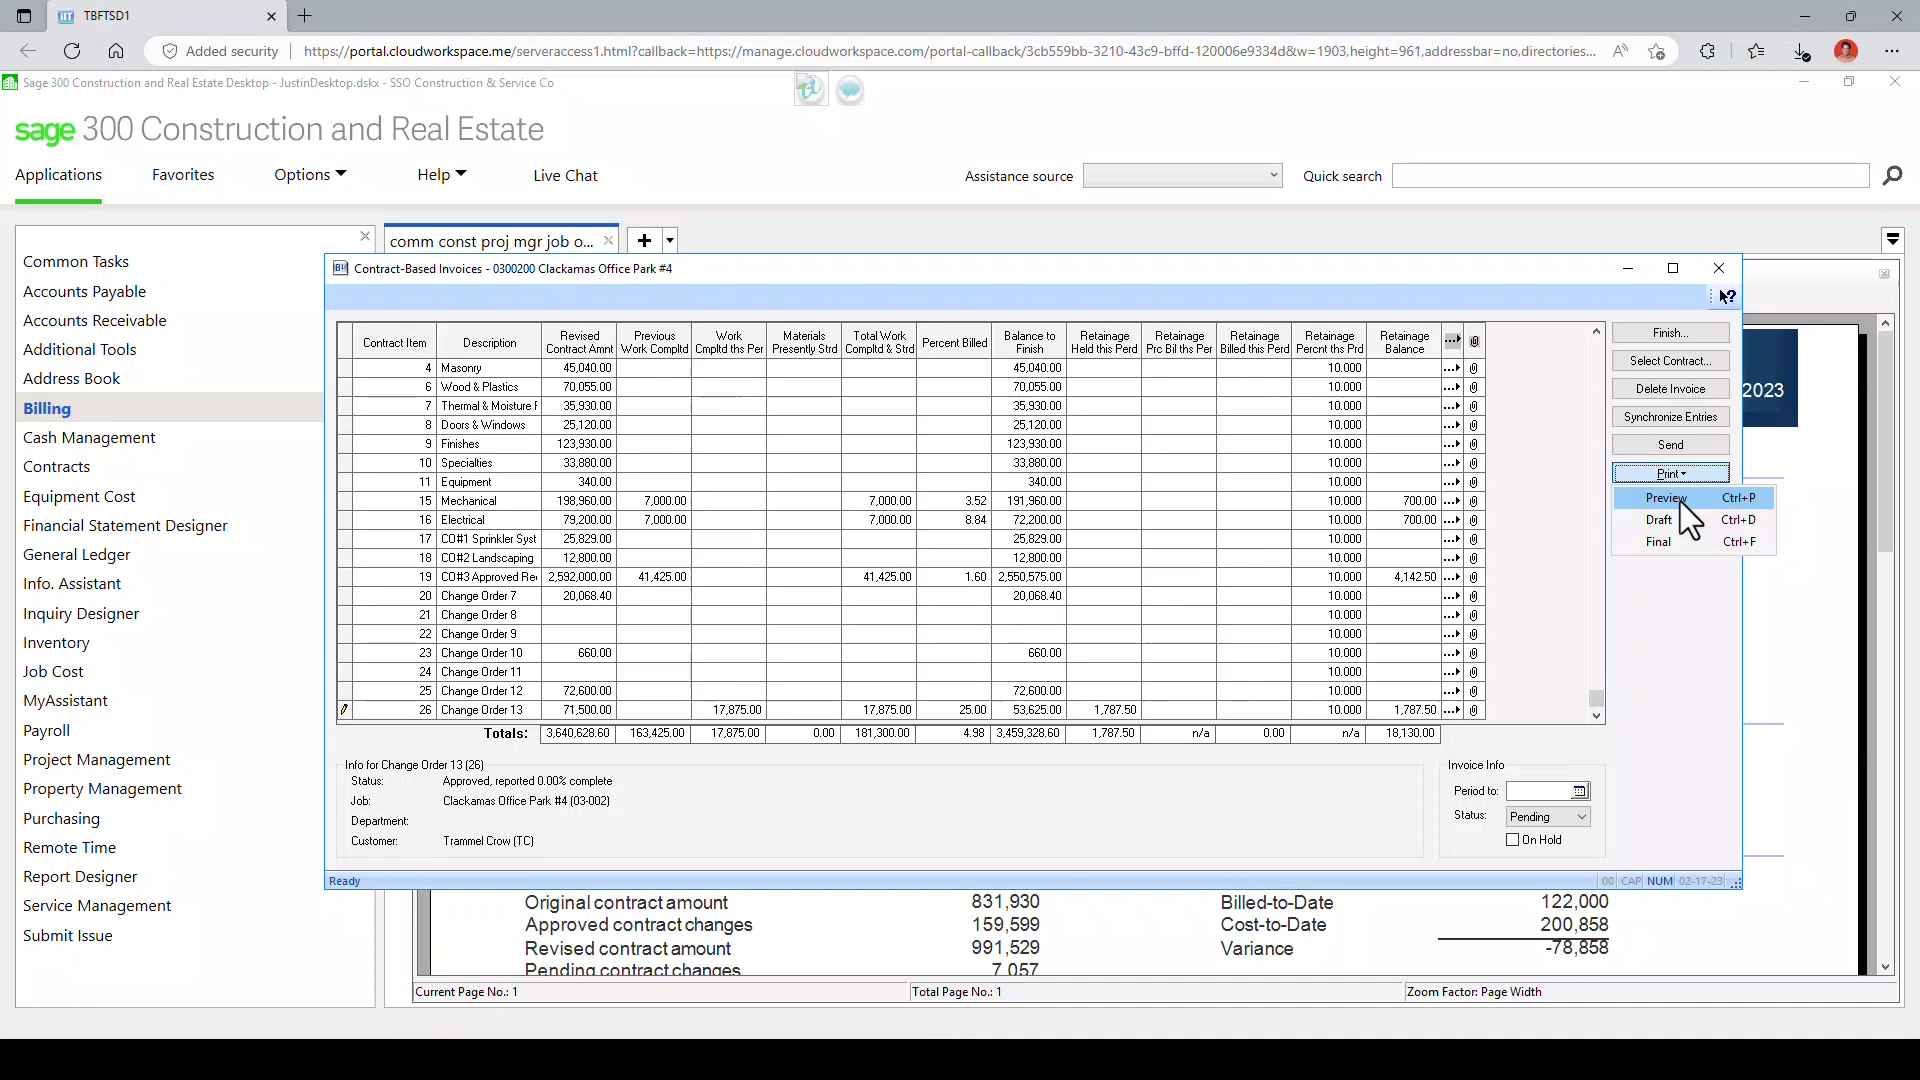 TBFTSD1
Added security
https://portal.cloudworkspace.me/serveraccess1.html?callback=https://manage.cloudworkspace.com/portal-callback/3cb559bb-3210-43c9-bffd-120006e9334d&w=1903,height=961,addressbar=no,directories...
Sage 300 Construction and Real Estate Desktop - JustinDesktop.dskx - SSO Construction & Service Co
sage 300 Construction and Real Estate
Applications Favorites Options Help Live Chat Assistance source Quick search
comm const proj mgr job o...
Common Tasks
Accounts Payable
Accounts Receivable
Additional Tools
Address Book
Billing
Cash Management
Contracts
Equipment Cost
Financial Statement Designer
General Ledger
Info. Assistant
Inquiry Designer
Inventory
Job Cost
MyAssistant
Payroll
Project Management
Property Management
Purchasing
Remote Time
Report Designer
Service Management
Submit Issue
Contract-Based Invoices - 0300200 Clackamas Office Park #4
Contract Item Description Revised Contract Amnt Previous Work Compltd Work Cmpltd ths Per Materials Presently Strd Total Work Compltd & Strd Percent Billed Balance to Finish Retainage Held this Perd Retainage Prc Bil ths Per Retainage Billed this Perd Retainage Percnt ths Prd Retainage Balance
4 Masonry 45,040.00 45,040.00 10.000
6 Wood & Plastics 70,055.00 70,055.00 10.000
7 Thermal & Moisture 35,930.00 35,930.00 10.000
8 Doors & Windows 25,120.00 25,120.00 10.000
9 Finishes 123,930.00 123,930.00 10.000
10 Specialties 33,880.00 33,880.00 10.000
11 Equipment 340.00 340.00 10.000
15 Mechanical 198,960.00 7,000.00 7,000.00 3.52 191,960.00 10.000 700.00
16 Electrical 79,200.00 7,000.00 7,000.00 8.84 72,200.00 10.000 700.00
17 CO#1 Sprinkler Syst 25,829.00 25,829.00 10.000
18 CO#2 Landscaping 12,800.00 12,800.00 10.000
19 CO#3 Approved Re 2,592,000.00 41,425.00 41,425.00 1.60 2,550,575.00 10.000 4,142.50
20 Change Order 7 20,068.40 20,068.40 10.000
21 Change Order 8 10.000
22 Change Order 9 10.000
23 Change Order 10 660.00 660.00 10.000
24 Change Order 11 10.000
25 Change Order 12 72,600.00 72,600.00 10.000
26 Change Order 13 71,500.00 17,875.00 17,875.00 25.00 53,625.00 1,787.50 10.000 1,787.50
Totals: 3,640,628.60 163,425.00 17,875.00 0.00 181,300.00 4.98 3,459,328.60 1,787.50 n/a 0.00 n/a 18,130.00
Finish...
Select Contract...
Delete Invoice
Synchronize Entries
Send
Print
Preview Ctrl+P
Draft Ctrl+D
Final Ctrl+F
2023
Info for Change Order 13 (26)
Status: Approved, reported 0.00% complete
Job: Clackamas Office Park #4 (03-002)
Department:
Customer: Trammel Crow (TC)
Invoice Info
Period to:
Status: Pending
On Hold
Ready 00 CAP NUM 02-17-23
Original contract amount 831,930 Billed-to-Date 122,000
Approved contract changes 159,599 Cost-to-Date 200,858
Revised contract amount 991,529 Variance -78,858
Pending contract changes 7,057
Current Page No.: 1 Total Page No.: 1 Zoom Factor: Page Width